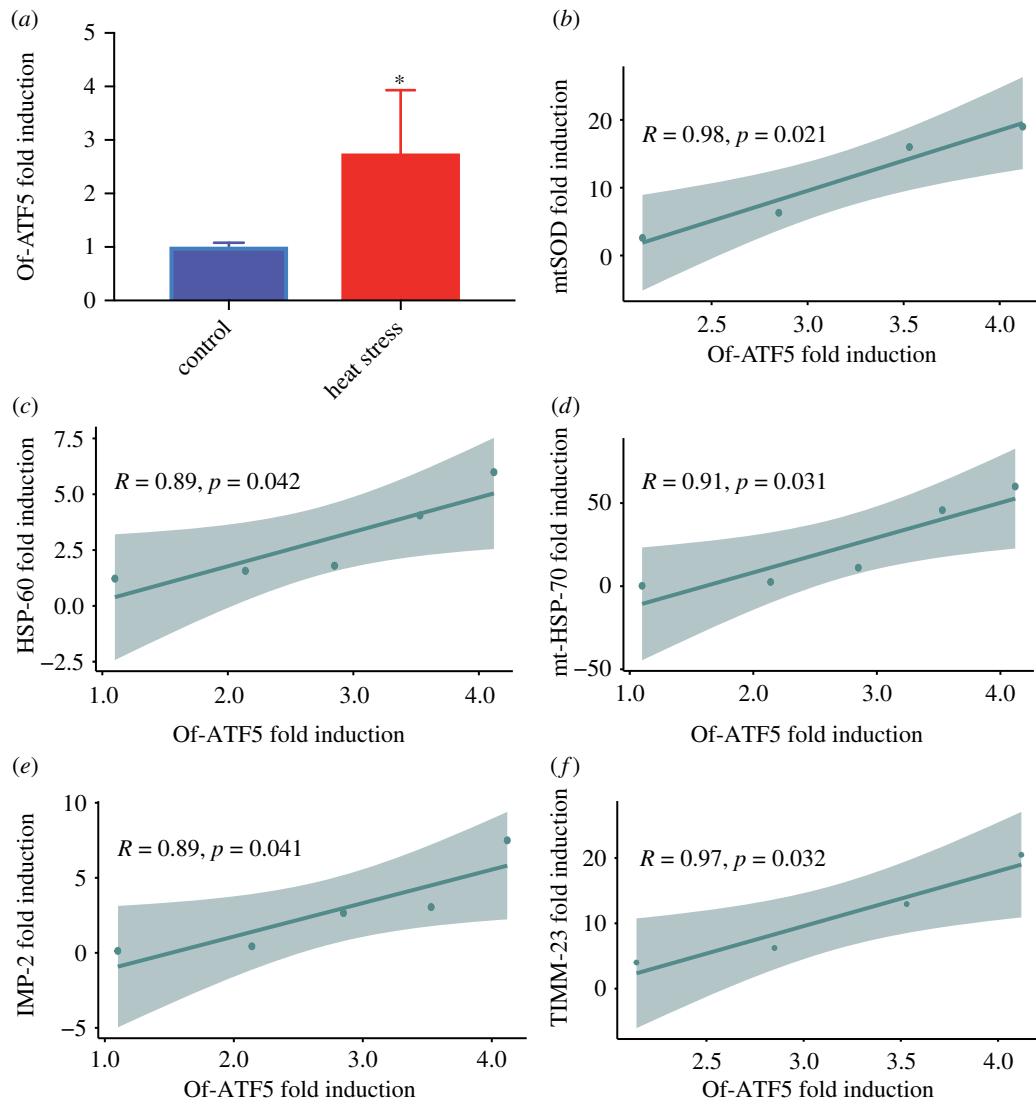 (a)
Of-ATF5 fold induction
5
4
3
2
1
0
*
control
heat stress
(b)
mtSOD fold induction
20
10
0
R = 0.98, p = 0.021
2.5
3.0
3.5
4.0
Of-ATF5 fold induction
(c)
HSP-60 fold induction
7.5
5.0
2.5
0.0
−2.5
R = 0.89, p = 0.042
1.0
2.0
3.0
4.0
Of-ATF5 fold induction
(d)
mt-HSP-70 fold induction
50
0
−50
R = 0.91, p = 0.031
1.0
2.0
3.0
4.0
Of-ATF5 fold induction
(e)
IMP-2 fold induction
10
5
0
−5
R = 0.89, p = 0.041
1.0
2.0
3.0
4.0
Of-ATF5 fold induction
(f)
TIMM-23 fold induction
20
10
0
R = 0.97, p = 0.032
2.5
3.0
3.5
4.0
Of-ATF5 fold induction